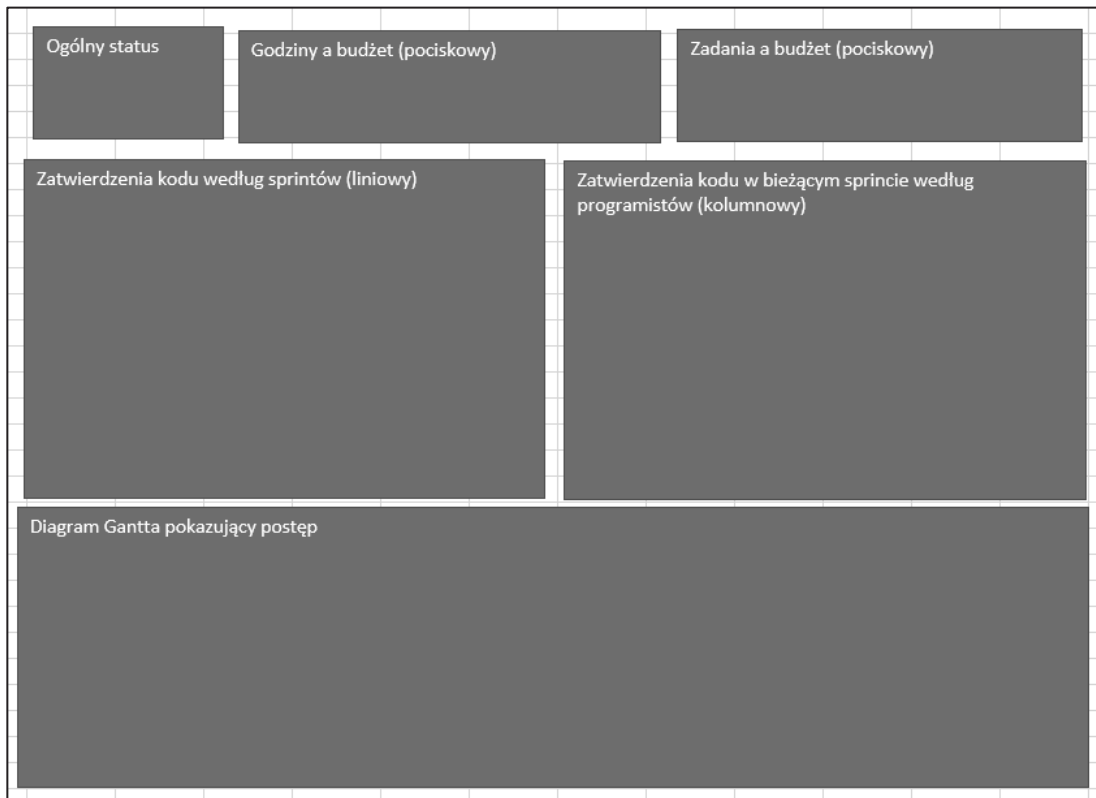 Ogólny status
Godziny a budżet (pociskowy)
Zadania a budżet (pociskowy)
Zatwierdzenia kodu według sprintów (liniowy)
Zatwierdzenia kodu w bieżącym sprincie według
programistów (kolumnowy)
Diagram Gantta pokazujący postęp